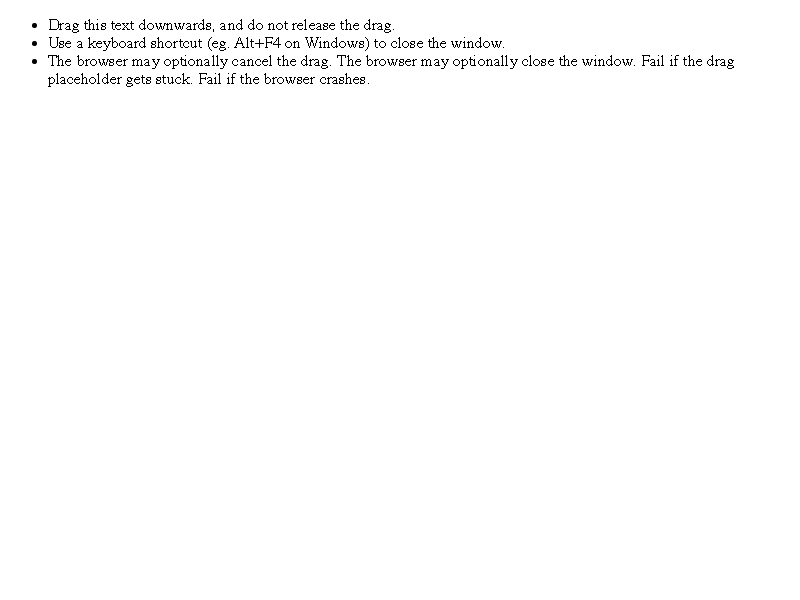 Drag this text downwards, and do not release the drag.
Use a keyboard shortcut (eg. Alt+F4 on Windows) to close the window.
The browser may optionally cancel the drag. The browser may optionally close the window. Fail if the drag
placeholder gets stuck. Fail if the browser crashes.